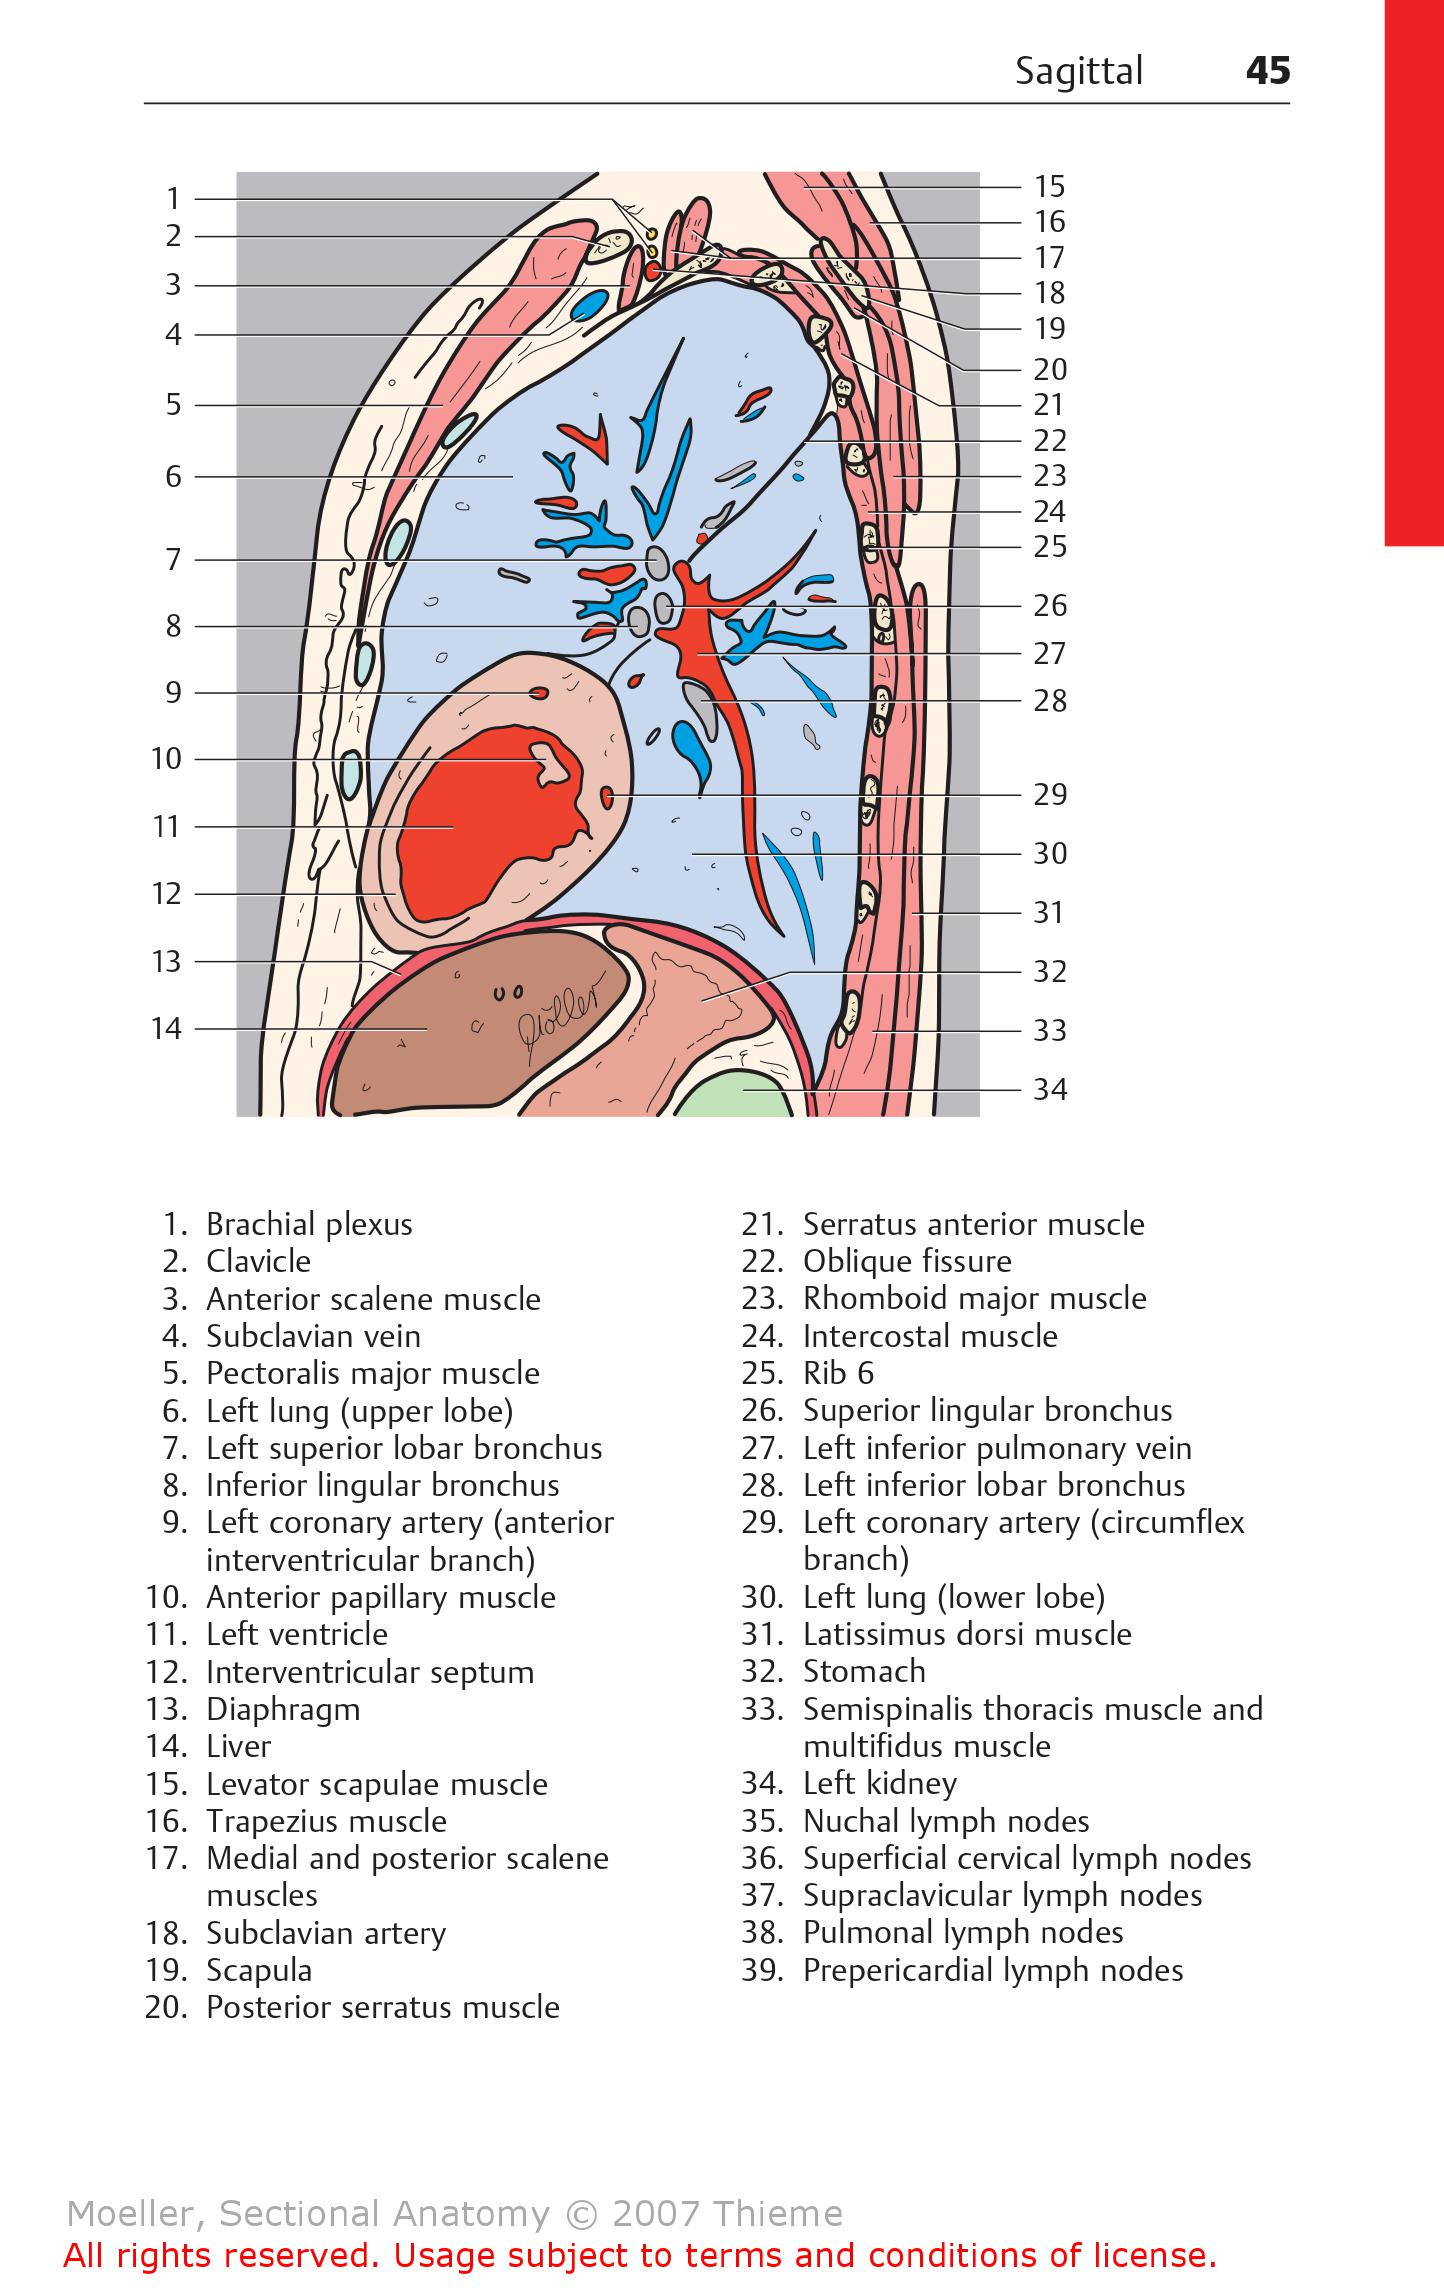 Sagittal 45
1
2
3
4
5
6
7
8
9
10
11
12
13
14
15
16
17
18
19
20
21
22
23
24
25
26
27
28
29
30
31
32
33
34
Möller
1. Brachial plexus
2. Clavicle
3. Anterior scalene muscle
4. Subclavian vein
5. Pectoralis major muscle
6. Left lung (upper lobe)
7. Left superior lobar bronchus
8. Inferior lingular bronchus
9. Left coronary artery (anterior
interventricular branch)
10. Anterior papillary muscle
11. Left ventricle
12. Interventricular septum
13. Diaphragm
14. Liver
15. Levator scapulae muscle
16. Trapezius muscle
17. Medial and posterior scalene
muscles
18. Subclavian artery
19. Scapula
20. Posterior serratus muscle
21. Serratus anterior muscle
22. Oblique fissure
23. Rhomboid major muscle
24. Intercostal muscle
25. Rib 6
26. Superior lingular bronchus
27. Left inferior pulmonary vein
28. Left inferior lobar bronchus
29. Left coronary artery (circumflex
branch)
30. Left lung (lower lobe)
31. Latissimus dorsi muscle
32. Stomach
33. Semispinalis thoracis muscle and
multifidus muscle
34. Left kidney
35. Nuchal lymph nodes
36. Superficial cervical lymph nodes
37. Supraclavicular lymph nodes
38. Pulmonal lymph nodes
39. Prepericardial lymph nodes
Moeller, Sectional Anatomy © 2007 Thieme
All rights reserved. Usage subject to terms and conditions of license.